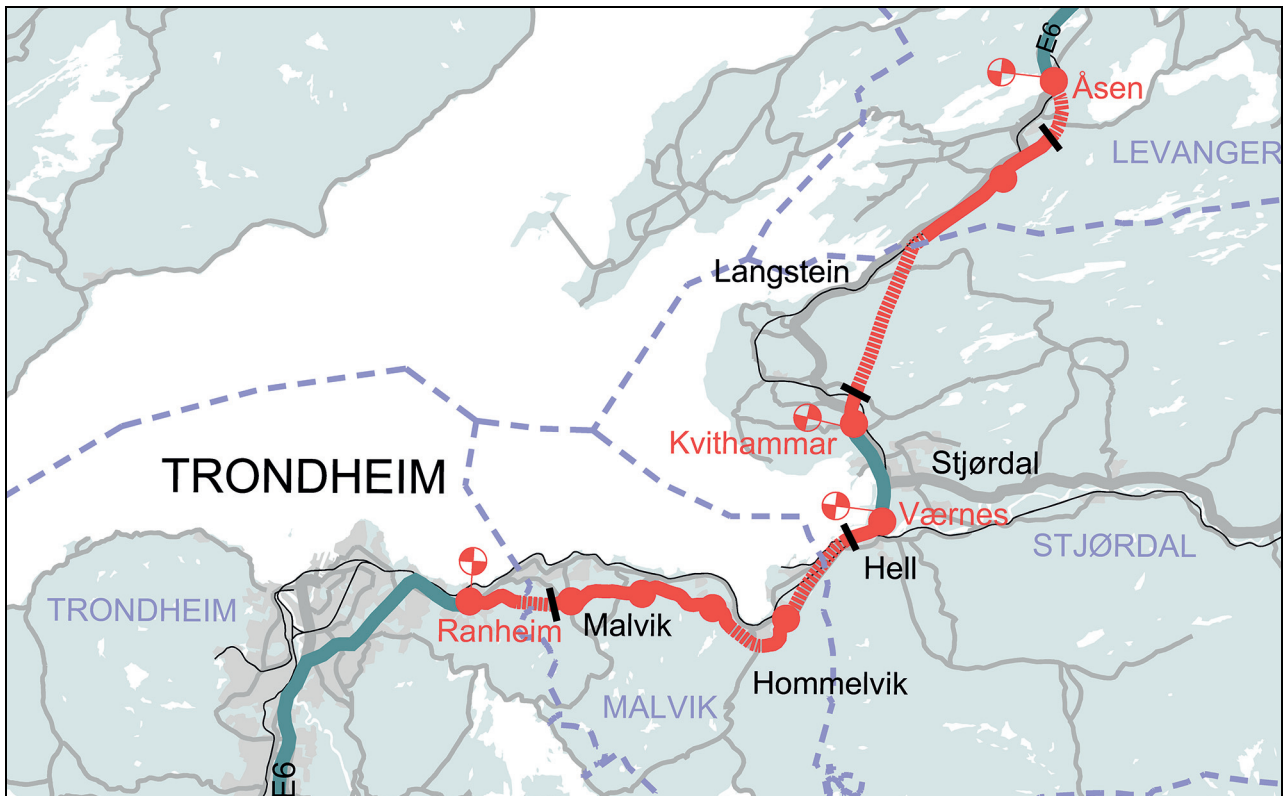 E6
Åsen
LEVANGER
Langstein
Kvithammar
Stjørdal
TRONDHEIM
Værnes
STJØRDAL
Hell
TRONDHEIM
Ranheim
Malvik
Hommelvik
MALVIK
E6